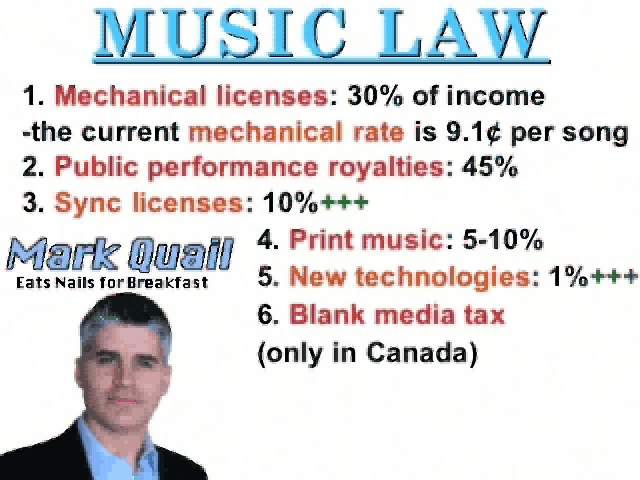 MUSIC LAW
1. Mechanical licenses: 30% of income
-the current mechanical rate is 9.1¢ per song
2. Public performance royalties: 45%
3. Sync licenses: 10%+++
Mark Quail
Eats Nails for Breakfast
4. Print music: 5-10%
5. New technologies: 1%+++
6. Blank media tax
(only in Canada)